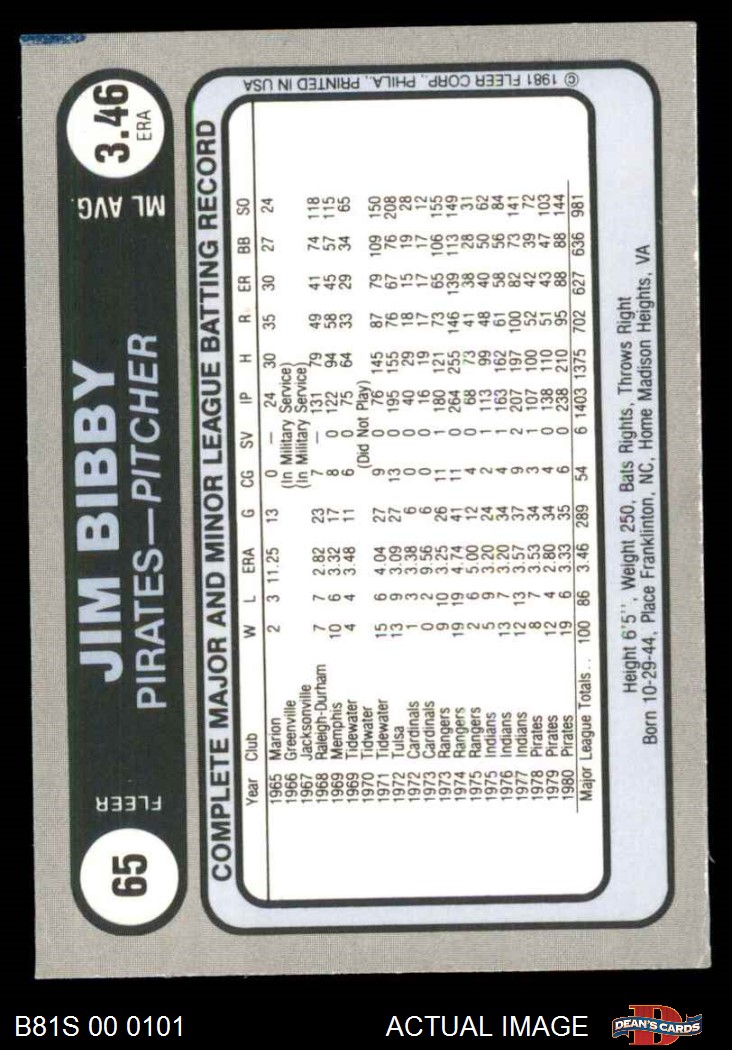 65
FLEER
JIM BIBBY
PIRATES—PITCHER
ML AVG.
3.46
ERA
COMPLETE MAJOR AND MINOR LEAGUE BATTING RECORD
Year Club W L ERA G CG SV IP H R ER BB SO
1965 Marion 2 3 11.25 13 0 — 24 30 35 30 27 24
1966 Greenville (In Military Service)
1967 Jacksonville (In Military Service)
1968 Raleigh-Durham 7 7 2.82 23 7 — 131 79 49 41 74 118
1969 Memphis 10 6 3.32 17 8 0 122 94 58 45 57 115
1969 Tidewater 4 4 3.48 11 6 0 75 64 33 29 34 65
1970 Tidwater (Did Not Play)
1971 Tidewater 15 6 4.04 27 9 0 76 145 87 79 109 150
1972 Tulsa 13 9 3.09 27 13 0 195 155 76 67 76 208
1972 Cardinals 1 3 3.38 6 0 0 40 29 18 15 19 28
1973 Cardinals 0 2 9.56 6 0 0 16 19 17 17 17 12
1973 Rangers 9 10 3.25 26 11 1 180 121 73 65 106 155
1974 Rangers 19 19 4.74 41 11 0 264 255 146 139 113 149
1975 Rangers 2 6 5.00 12 4 0 68 73 41 38 28 31
1975 Indians 5 9 3.20 24 2 1 113 99 48 40 50 62
1976 Indians 13 7 3.20 34 4 1 163 162 61 58 56 84
1977 Indians 12 13 3.57 37 9 2 207 197 100 82 73 141
1978 Pirates 8 7 3.53 34 3 1 107 100 52 42 39 72
1979 Pirates 12 4 2.80 34 4 0 138 110 51 43 47 103
1980 Pirates 19 6 3.33 35 6 0 238 210 95 88 88 144
Major League Totals . . 100 86 3.46 289 54 6 1403 1375 702 627 636 981
Height 6'5'', Weight 250, Bats Rights, Throws Right
Born 10-29-44, Place Franklinton, NC, Home Madison Heights, VA
© 1981 FLEER CORP., PHILA., PRINTED IN USA
B81S 00 0101
ACTUAL IMAGE
D
DEAN'S CARDS